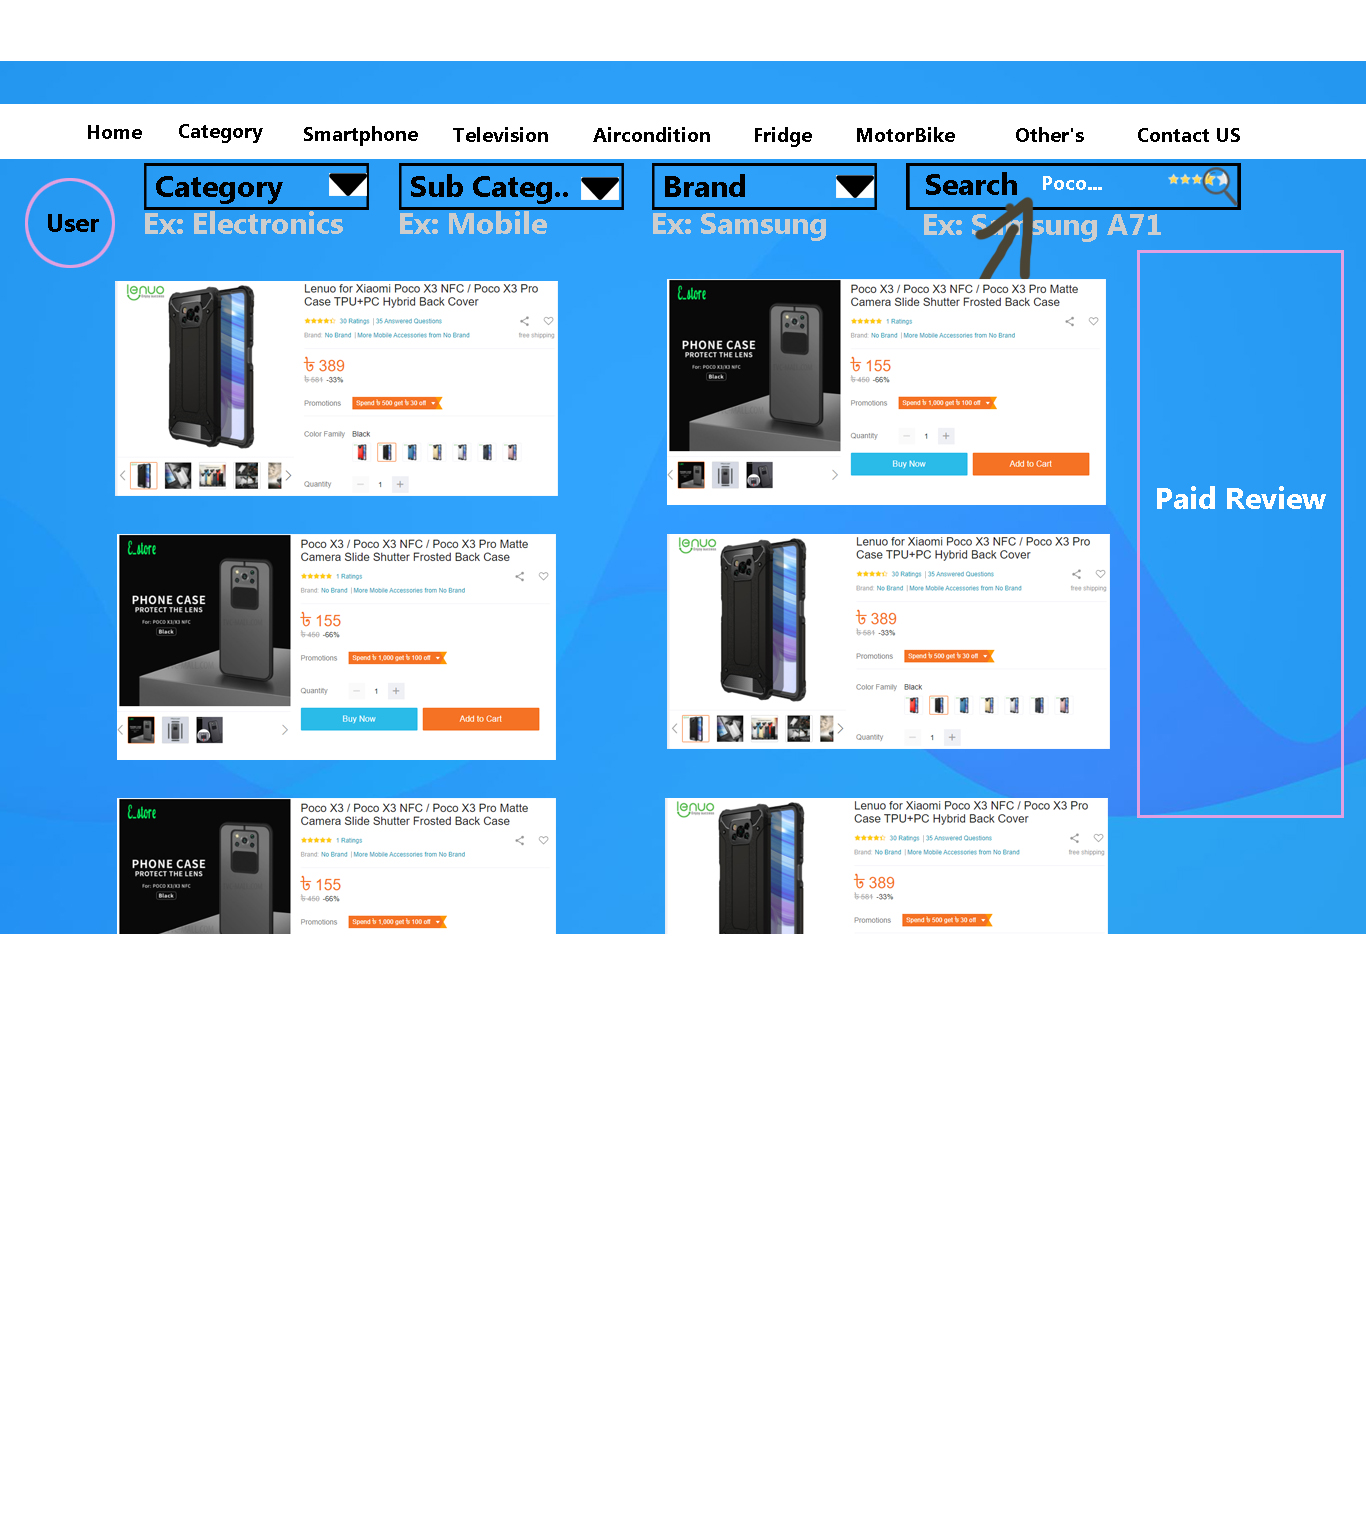 Home Category Smartphone Television Aircondition Fridge MotorBike Other's Contact US
Category Sub Categ.. Brand Search Poco...
User
Ex: Electronics Ex: Mobile Ex: Samsung Ex: Samsung A71
Lenuo
Lenuo for Xiaomi Poco X3 NFC / Poco X3 Pro
Case TPU+PC Hybrid Back Cover
30 Ratings | 35 Answered Questions
Brand: No Brand | More Mobile Accessories from No Brand
free shipping
৳ 389
৳ 581 -33%
Promotions Spend ৳ 500 get ৳ 30 off
Color Family Black
Quantity 1
E_store
PHONE CASE
PROTECT THE LENS
For: POCO X3/X3 NFC
Black
Poco X3 / Poco X3 NFC / Poco X3 Pro Matte
Camera Slide Shutter Frosted Back Case
1 Ratings
Brand: No Brand | More Mobile Accessories from No Brand
৳ 155
৳ 450 -66%
Promotions Spend ৳ 1,000 get ৳ 100 off
Quantity 1
Buy Now Add to Cart
Paid Review
E_store
PHONE CASE
PROTECT THE LENS
For: POCO X3/X3 NFC
Black
Poco X3 / Poco X3 NFC / Poco X3 Pro Matte
Camera Slide Shutter Frosted Back Case
1 Ratings
Brand: No Brand | More Mobile Accessories from No Brand
৳ 155
৳ 450 -66%
Promotions Spend ৳ 1,000 get ৳ 100 off
Quantity 1
Buy Now Add to Cart
Lenuo
Lenuo for Xiaomi Poco X3 NFC / Poco X3 Pro
Case TPU+PC Hybrid Back Cover
30 Ratings | 35 Answered Questions
Brand: No Brand | More Mobile Accessories from No Brand
free shipping
৳ 389
৳ 581 -33%
Promotions Spend ৳ 500 get ৳ 30 off
Color Family Black
Quantity 1
E_store
PHONE CASE
PROTECT THE LENS
For: POCO X3/X3 NFC
Black
Poco X3 / Poco X3 NFC / Poco X3 Pro Matte
Camera Slide Shutter Frosted Back Case
1 Ratings
Brand: No Brand | More Mobile Accessories from No Brand
৳ 155
৳ 450 -66%
Promotions Spend ৳ 1,000 get ৳ 100 off
Lenuo
Lenuo for Xiaomi Poco X3 NFC / Poco X3 Pro
Case TPU+PC Hybrid Back Cover
30 Ratings | 35 Answered Questions
Brand: No Brand | More Mobile Accessories from No Brand
free shipping
৳ 389
৳ 581 -33%
Promotions Spend ৳ 500 get ৳ 30 off